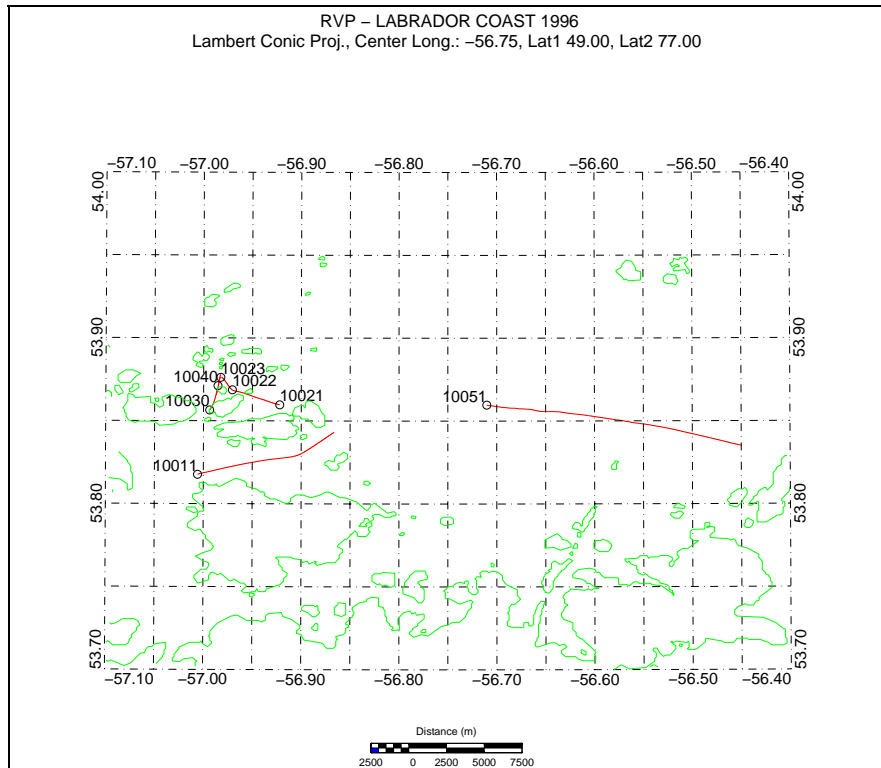 RVP – LABRADOR COAST 1996
Lambert Conic Proj., Center Long.: –56.75, Lat1 49.00, Lat2 77.00
–57.10 –57.00 –56.90 –56.80 –56.70 –56.60 –56.50 –56.40
54.00 54.00
53.90 53.90
10023
10040 10022
10030 10021 10051
10011
53.80 53.80
53.70 53.70
–57.10 –57.00 –56.90 –56.80 –56.70 –56.60 –56.50 –56.40
Distance (m)
2500 0 2500 5000 7500